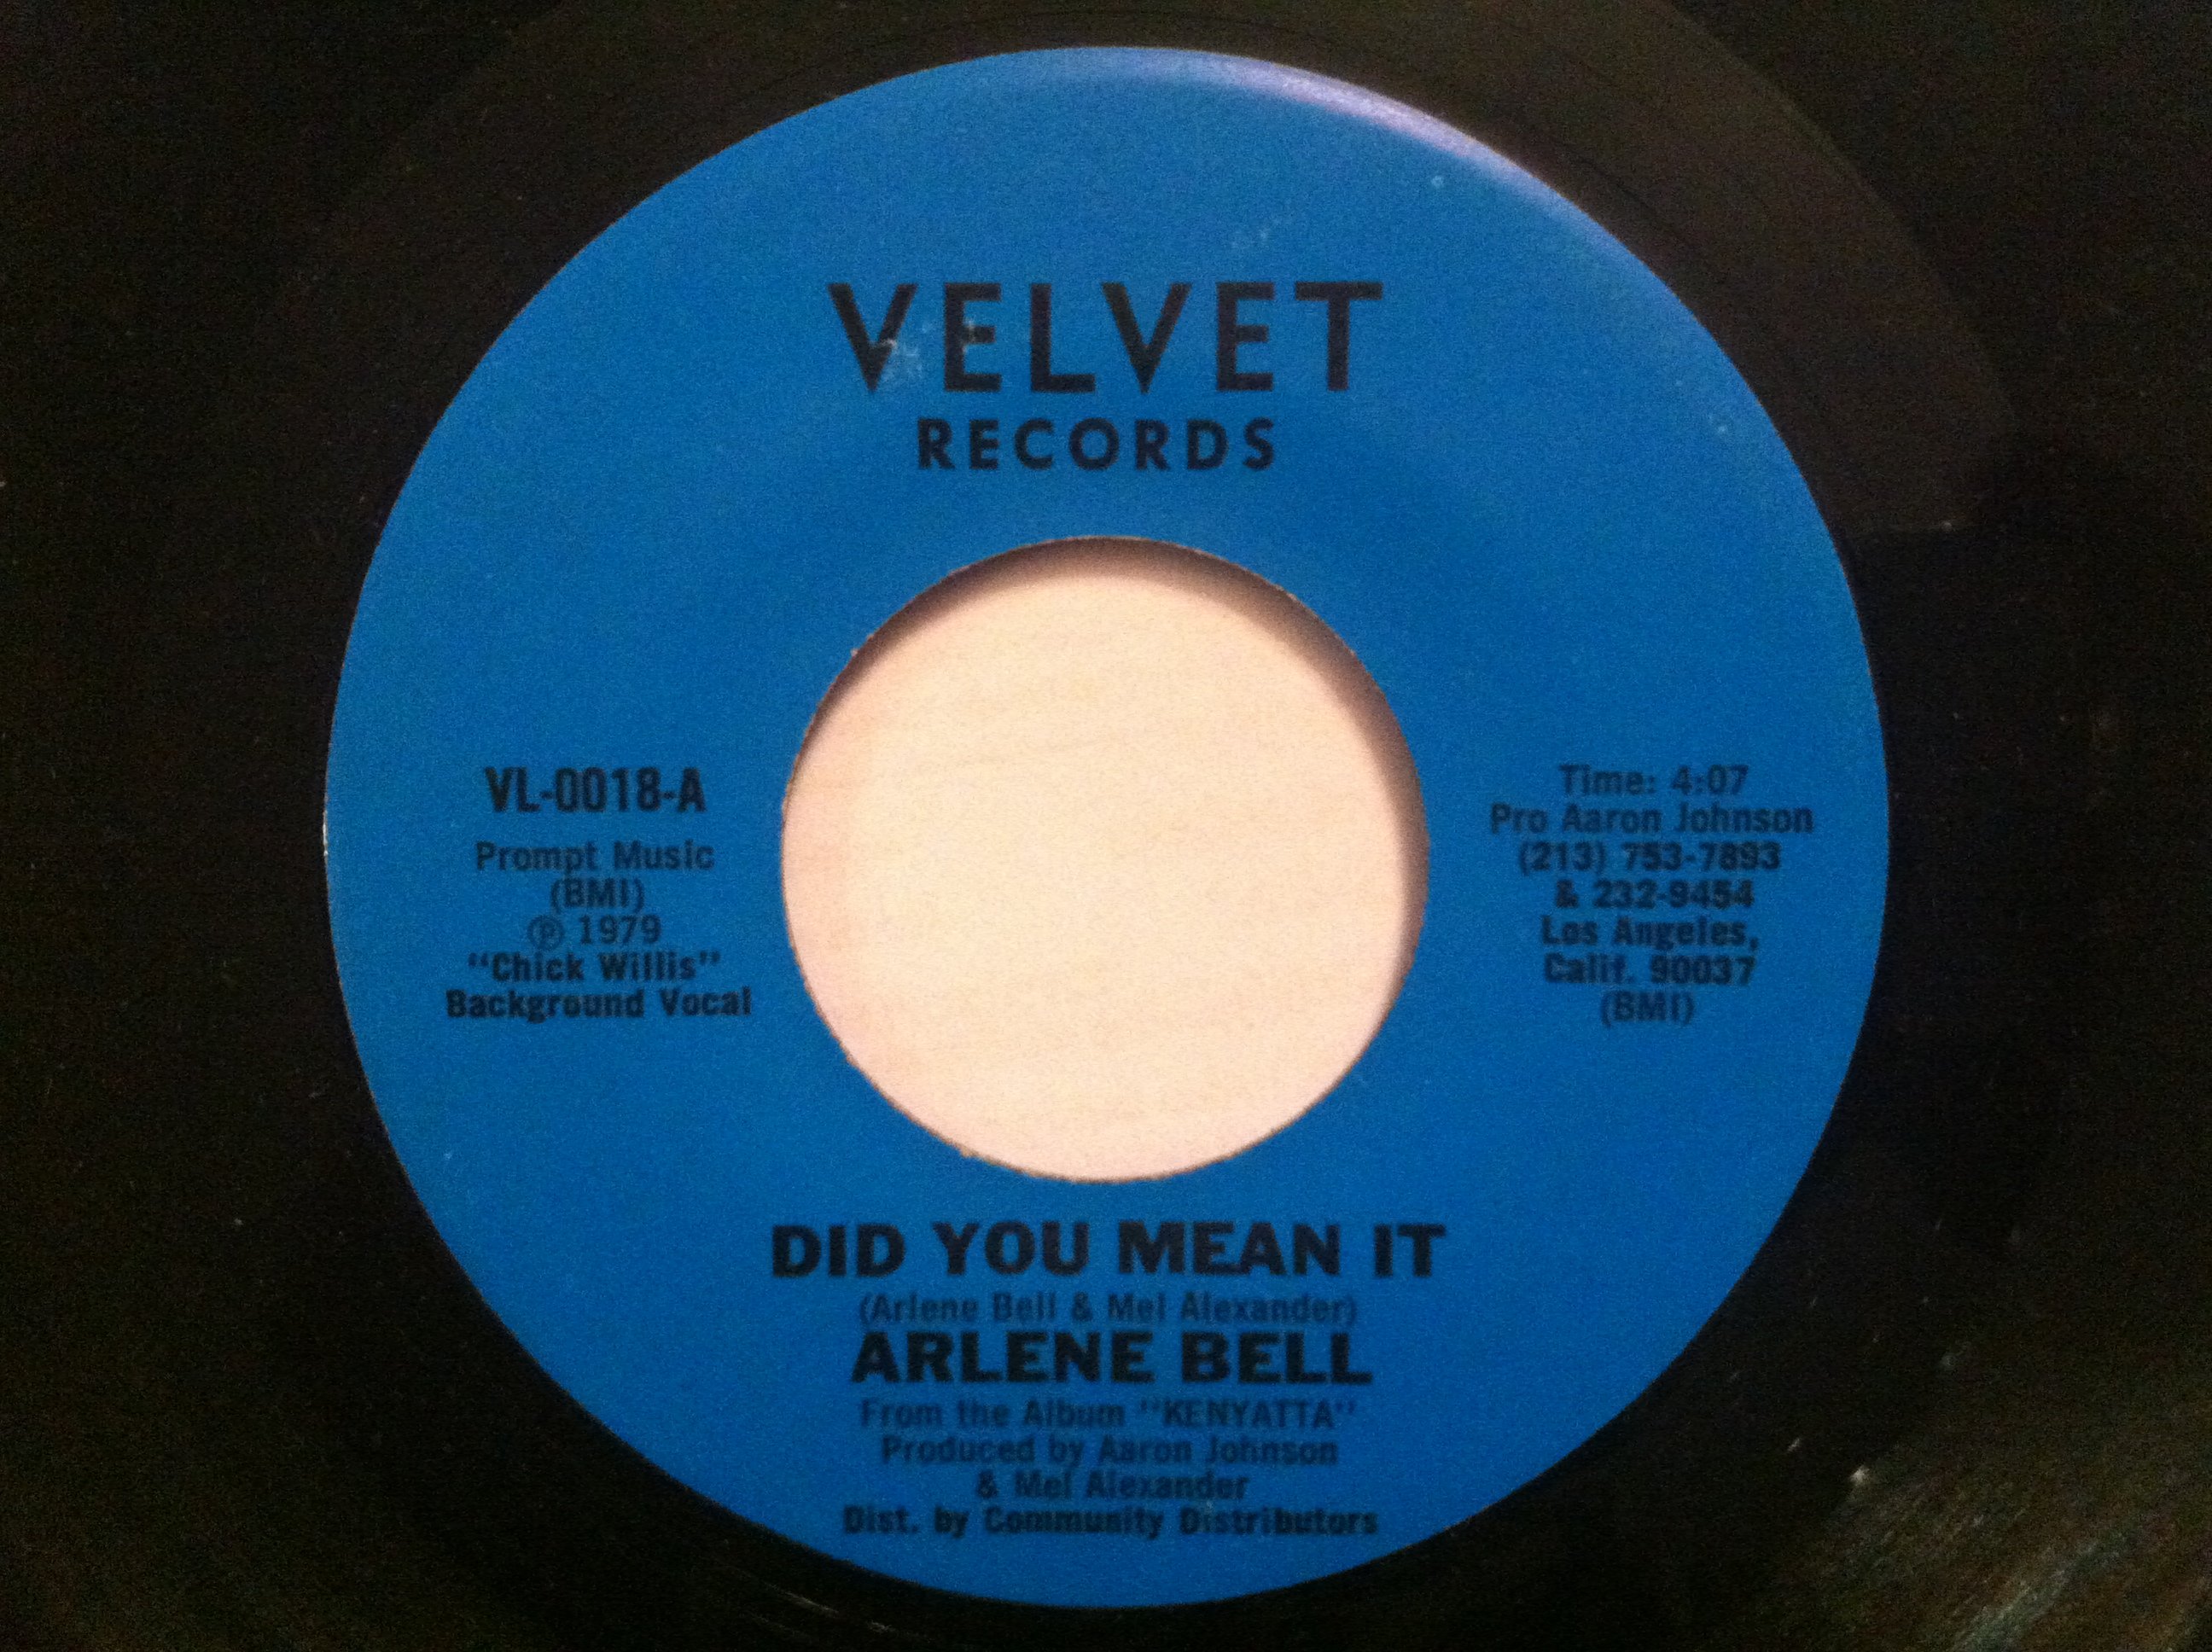 VELVET
RECORDS
VL-0018-A
Prompt Music
(BMI)
℗ 1979
"Chick Willis"
Background Vocal
Time: 4:07
Pro Aaron Johnson
(213) 753-7893
& 232-9454
Los Angeles,
Calif. 90037
(BMI)
DID YOU MEAN IT
(Arlene Bell & Mel Alexander)
ARLENE BELL
From the Album "KENYATTA"
Produced by Aaron Johnson
& Mel Alexander
Dist. by Community Distributors